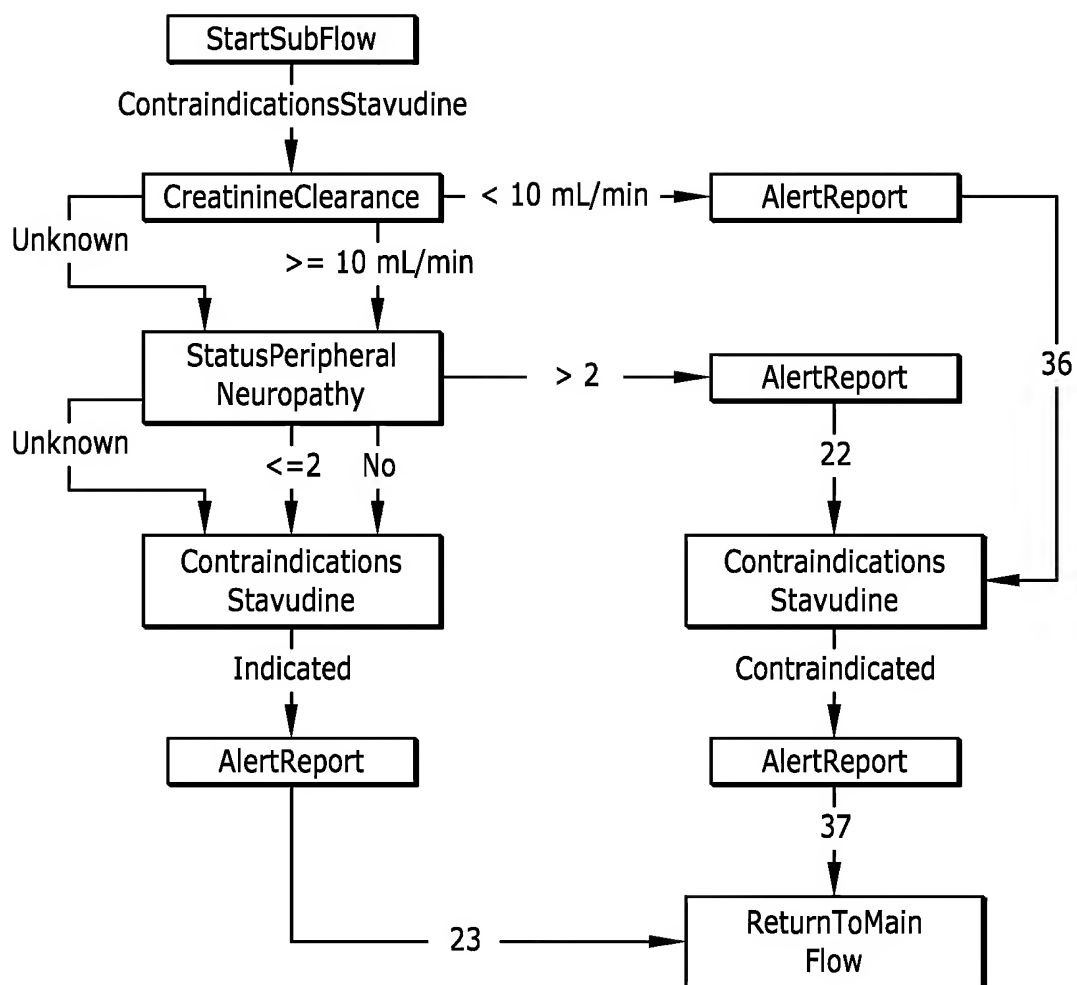 StartSubFlow
ContraindicationsStavudine
CreatinineClearance
< 10 mL/min
AlertReport
Unknown
>= 10 mL/min
StatusPeripheral
Neuropathy
> 2
AlertReport
36
Unknown
<=2
No
22
Contraindications
Stavudine
Contraindications
Stavudine
Indicated
Contraindicated
AlertReport
AlertReport
37
23
ReturnToMain
Flow